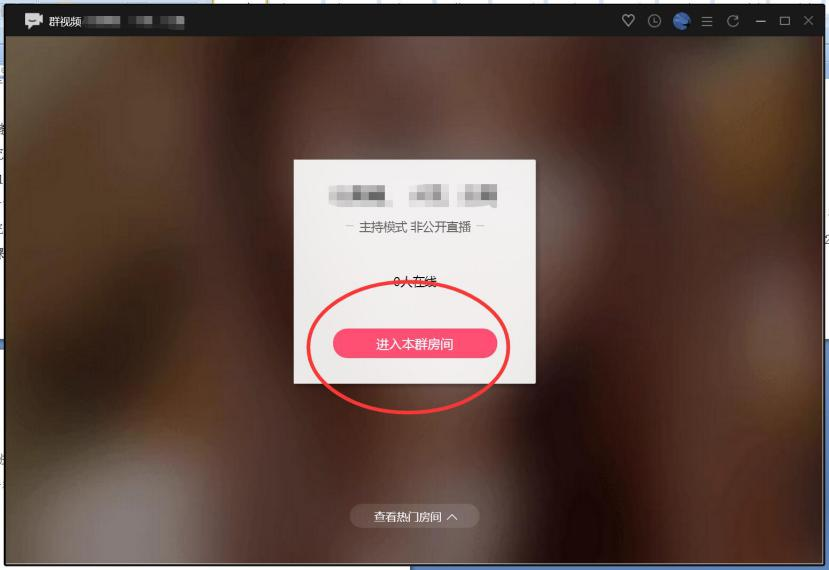 群视频
主持模式 非公开直播
0人在线
进入本群房间
查看热门房间